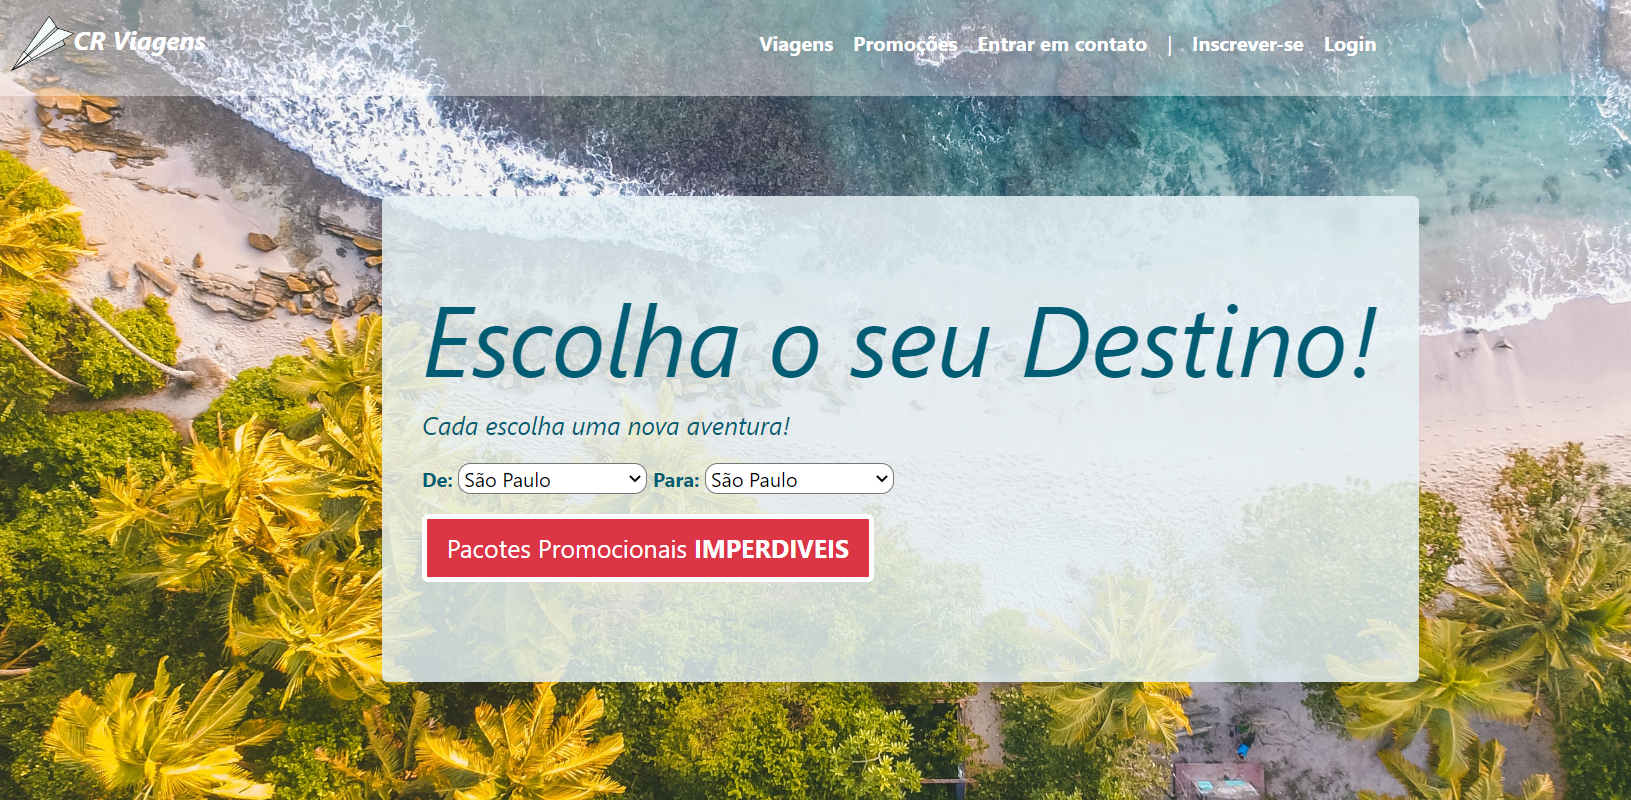 CR Viagens
Viagens Promoções Entrar em contato | Inscrever-se Login
Escolha o seu Destino!
Cada escolha uma nova aventura!
De: São Paulo Para: São Paulo
Pacotes Promocionais IMPERDIVEIS